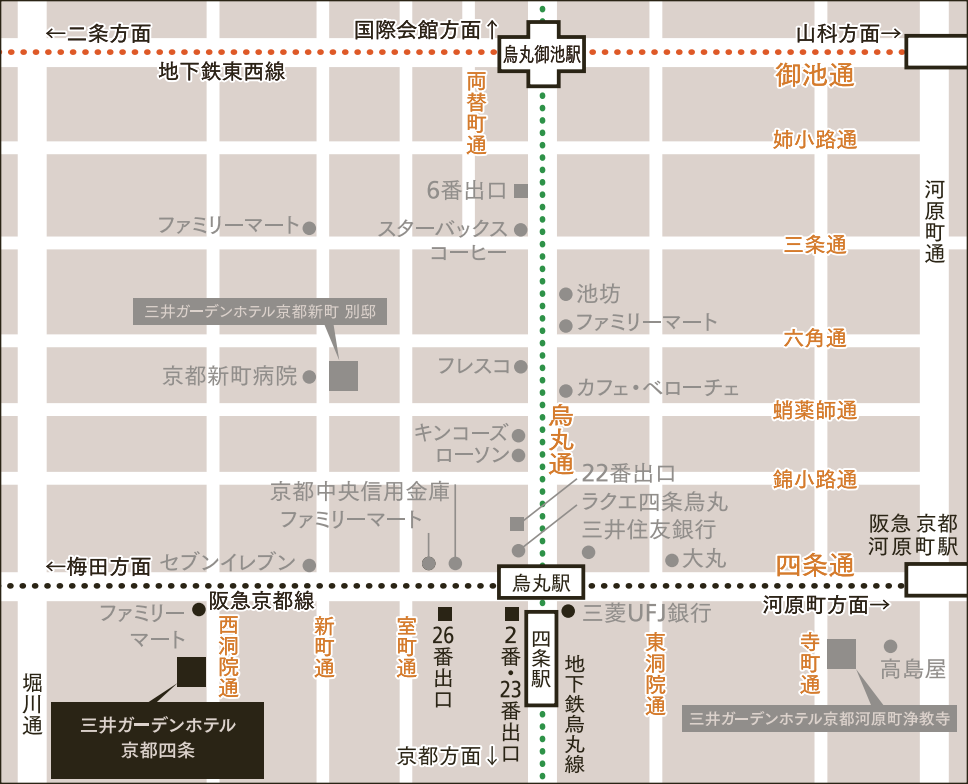 ←二条方面
国際会館方面↑
烏丸御池駅
山科方面→
地下鉄東西線
御池通
両替町通
姉小路通
6番出口
河原町通
ファミリーマート
スターバックス
コーヒー
三条通
池坊
三井ガーデンホテル京都新町 別邸
ファミリーマート
六角通
京都新町病院
フレスコ
カフェ・ベローチェ
烏丸通
蛸薬師通
キンコーズ
ローソン
22番出口
錦小路通
京都中央信用金庫
ラクエ四条烏丸
ファミリーマート
三井住友銀行
阪急 京都
河原町駅
←梅田方面
セブンイレブン
大丸
四条通
烏丸駅
阪急京都線
河原町方面→
ファミリー
マート
西洞院通
新町通
室町通
26番出口
2番・23番出口
四条駅
三菱UFJ銀行
地下鉄烏丸線
東洞院通
寺町通
高島屋
堀川通
三井ガーデンホテル
京都四条
三井ガーデンホテル京都河原町浄教寺
京都方面↓